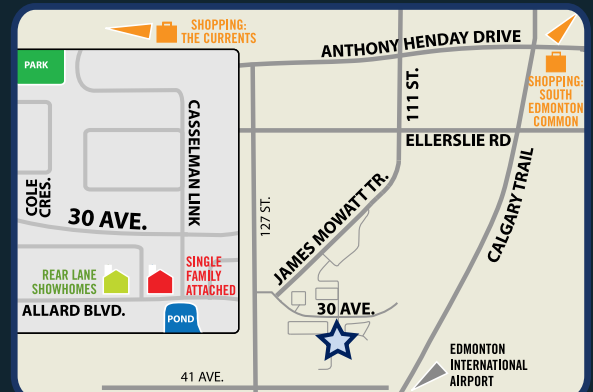 SHOPPING:
THE CURRENTS
ANTHONY HENDAY DRIVE
SHOPPING:
SOUTH
EDMONTON
COMMON
PARK
111 ST.
ELLERSLIE RD
CASSELMAN LINK
COLE
CRES.
30 AVE.
127 ST.
JAMES MOWATT TR.
CALGARY TRAIL
REAR LANE
SHOWHOMES
SINGLE
FAMILY
ATTACHED
ALLARD BLVD.
POND
30 AVE.
EDMONTON
INTERNATIONAL
AIRPORT
41 AVE.